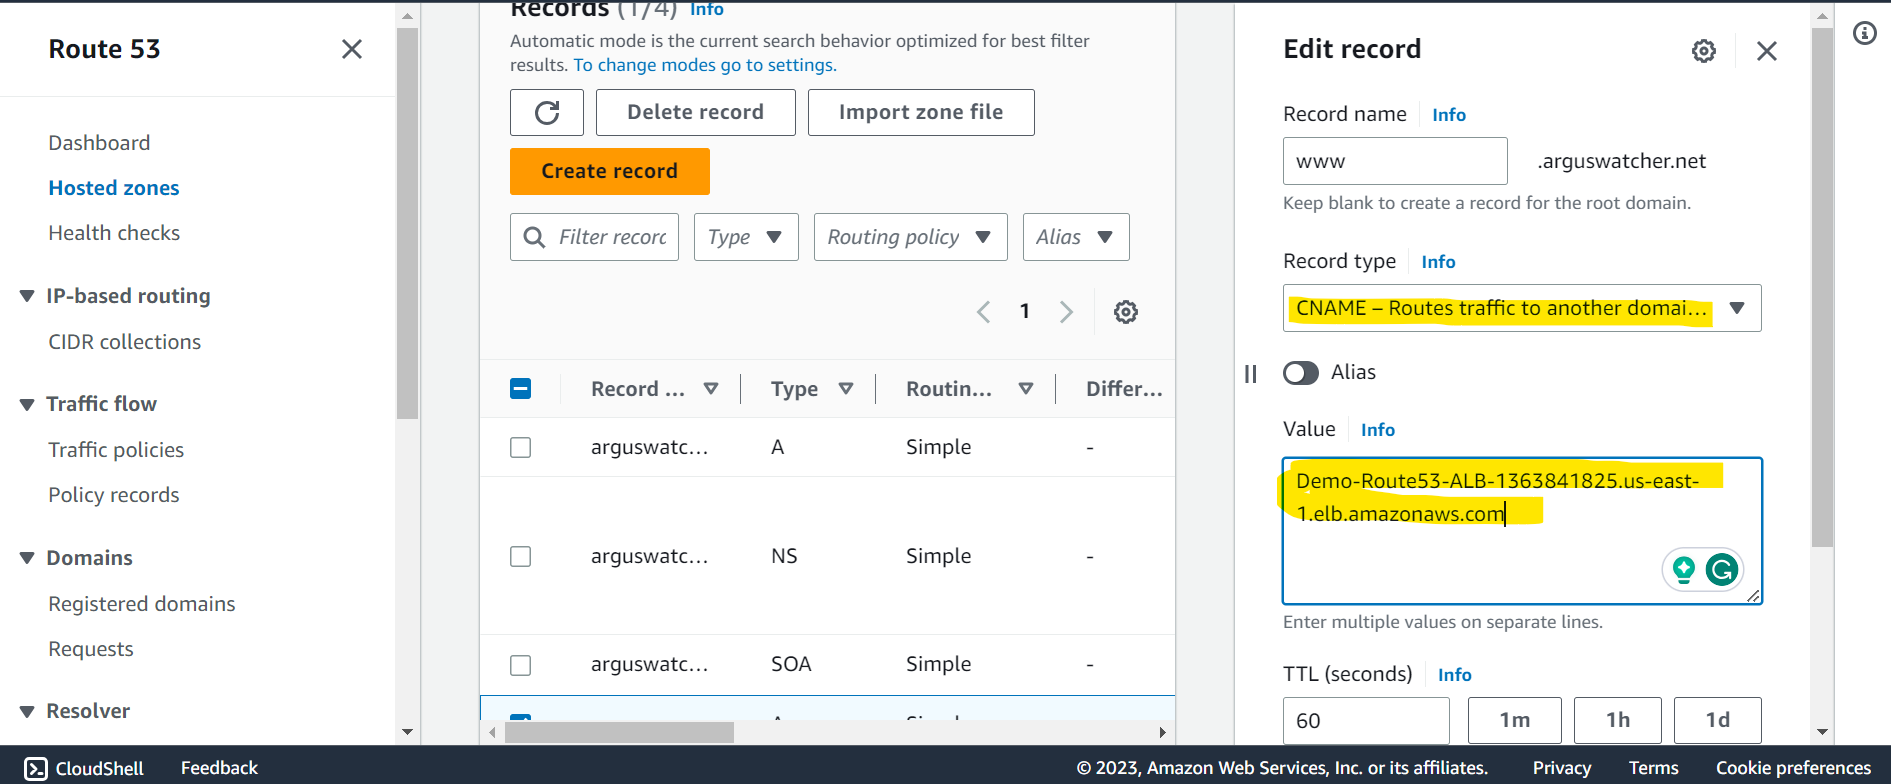 Route 53
Dashboard
Hosted zones
Health checks
IP-based routing
CIDR collections
Traffic flow
Traffic policies
Policy records
Domains
Registered domains
Requests
Resolver
Records (1/4) Info
Automatic mode is the current search behavior optimized for best filter
results. To change modes go to settings.
Delete record
Import zone file
Create record
Filter recorc
Type
Routing policy
Alias
1
Record ...
Type
Routin...
Differ...
arguswatc... A Simple -
arguswatc... NS Simple -
arguswatc... SOA Simple -
Edit record
Record name Info
www .arguswatcher.net
Keep blank to create a record for the root domain.
Record type Info
CNAME – Routes traffic to another domai...
Alias
Value Info
Demo-Route53-ALB-1363841825.us-east-
1.elb.amazonaws.com
Enter multiple values on separate lines.
TTL (seconds) Info
60 1m 1h 1d
CloudShell Feedback © 2023, Amazon Web Services, Inc. or its affiliates. Privacy Terms Cookie preferences